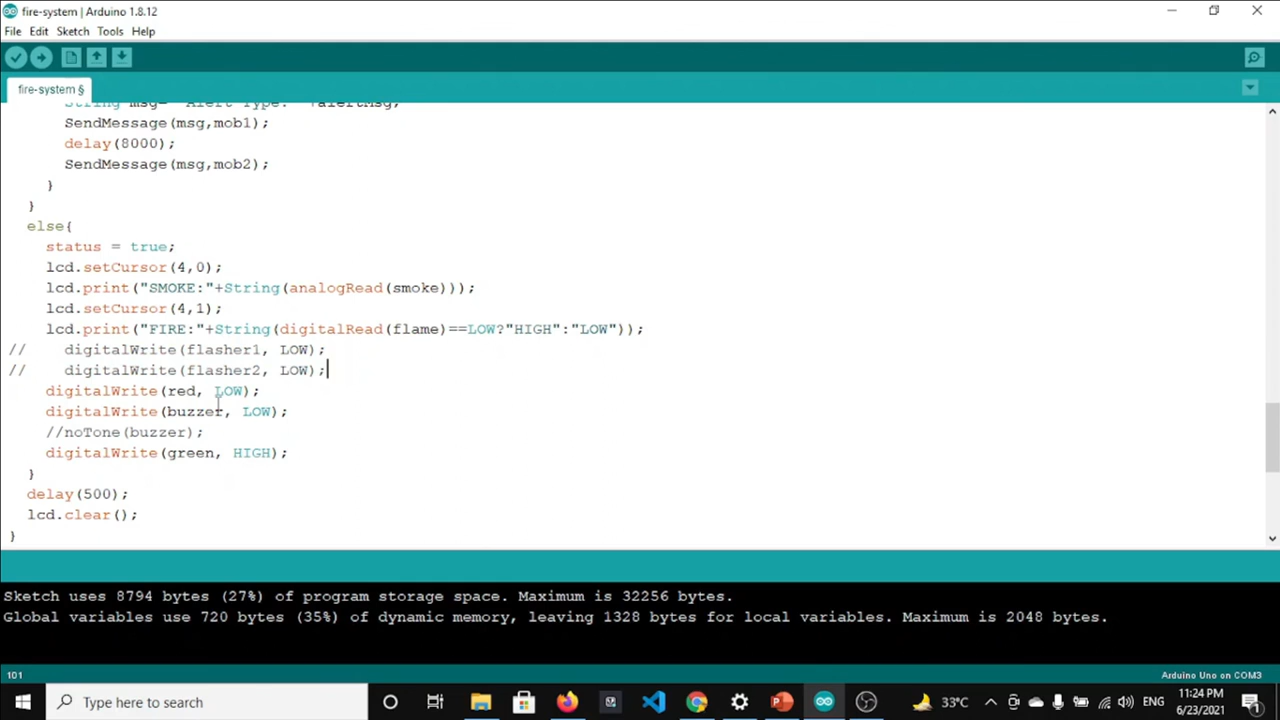 fire-system | Arduino 1.8.12
File Edit Sketch Tools Help
fire-system §
String msg= "Alert Type: "+alertMsg;
SendMessage(msg,mob1);
delay(8000);
SendMessage(msg,mob2);
}
}
else{
status = true;
lcd.setCursor(4,0);
lcd.print("SMOKE:"+String(analogRead(smoke)));
lcd.setCursor(4,1);
lcd.print("FIRE:"+String(digitalRead(flame)==LOW?"HIGH":"LOW"));
// digitalWrite(flasher1, LOW);
// digitalWrite(flasher2, LOW);
digitalWrite(red, LOW);
digitalWrite(buzzer, LOW);
//noTone(buzzer);
digitalWrite(green, HIGH);
}
delay(500);
lcd.clear();
}
Sketch uses 8794 bytes (27%) of program storage space. Maximum is 32256 bytes.
Global variables use 720 bytes (35%) of dynamic memory, leaving 1328 bytes for local variables. Maximum is 2048 bytes.
101
Arduino Uno on COM3
Type here to search
33°C
ENG
11:24 PM
6/23/2021